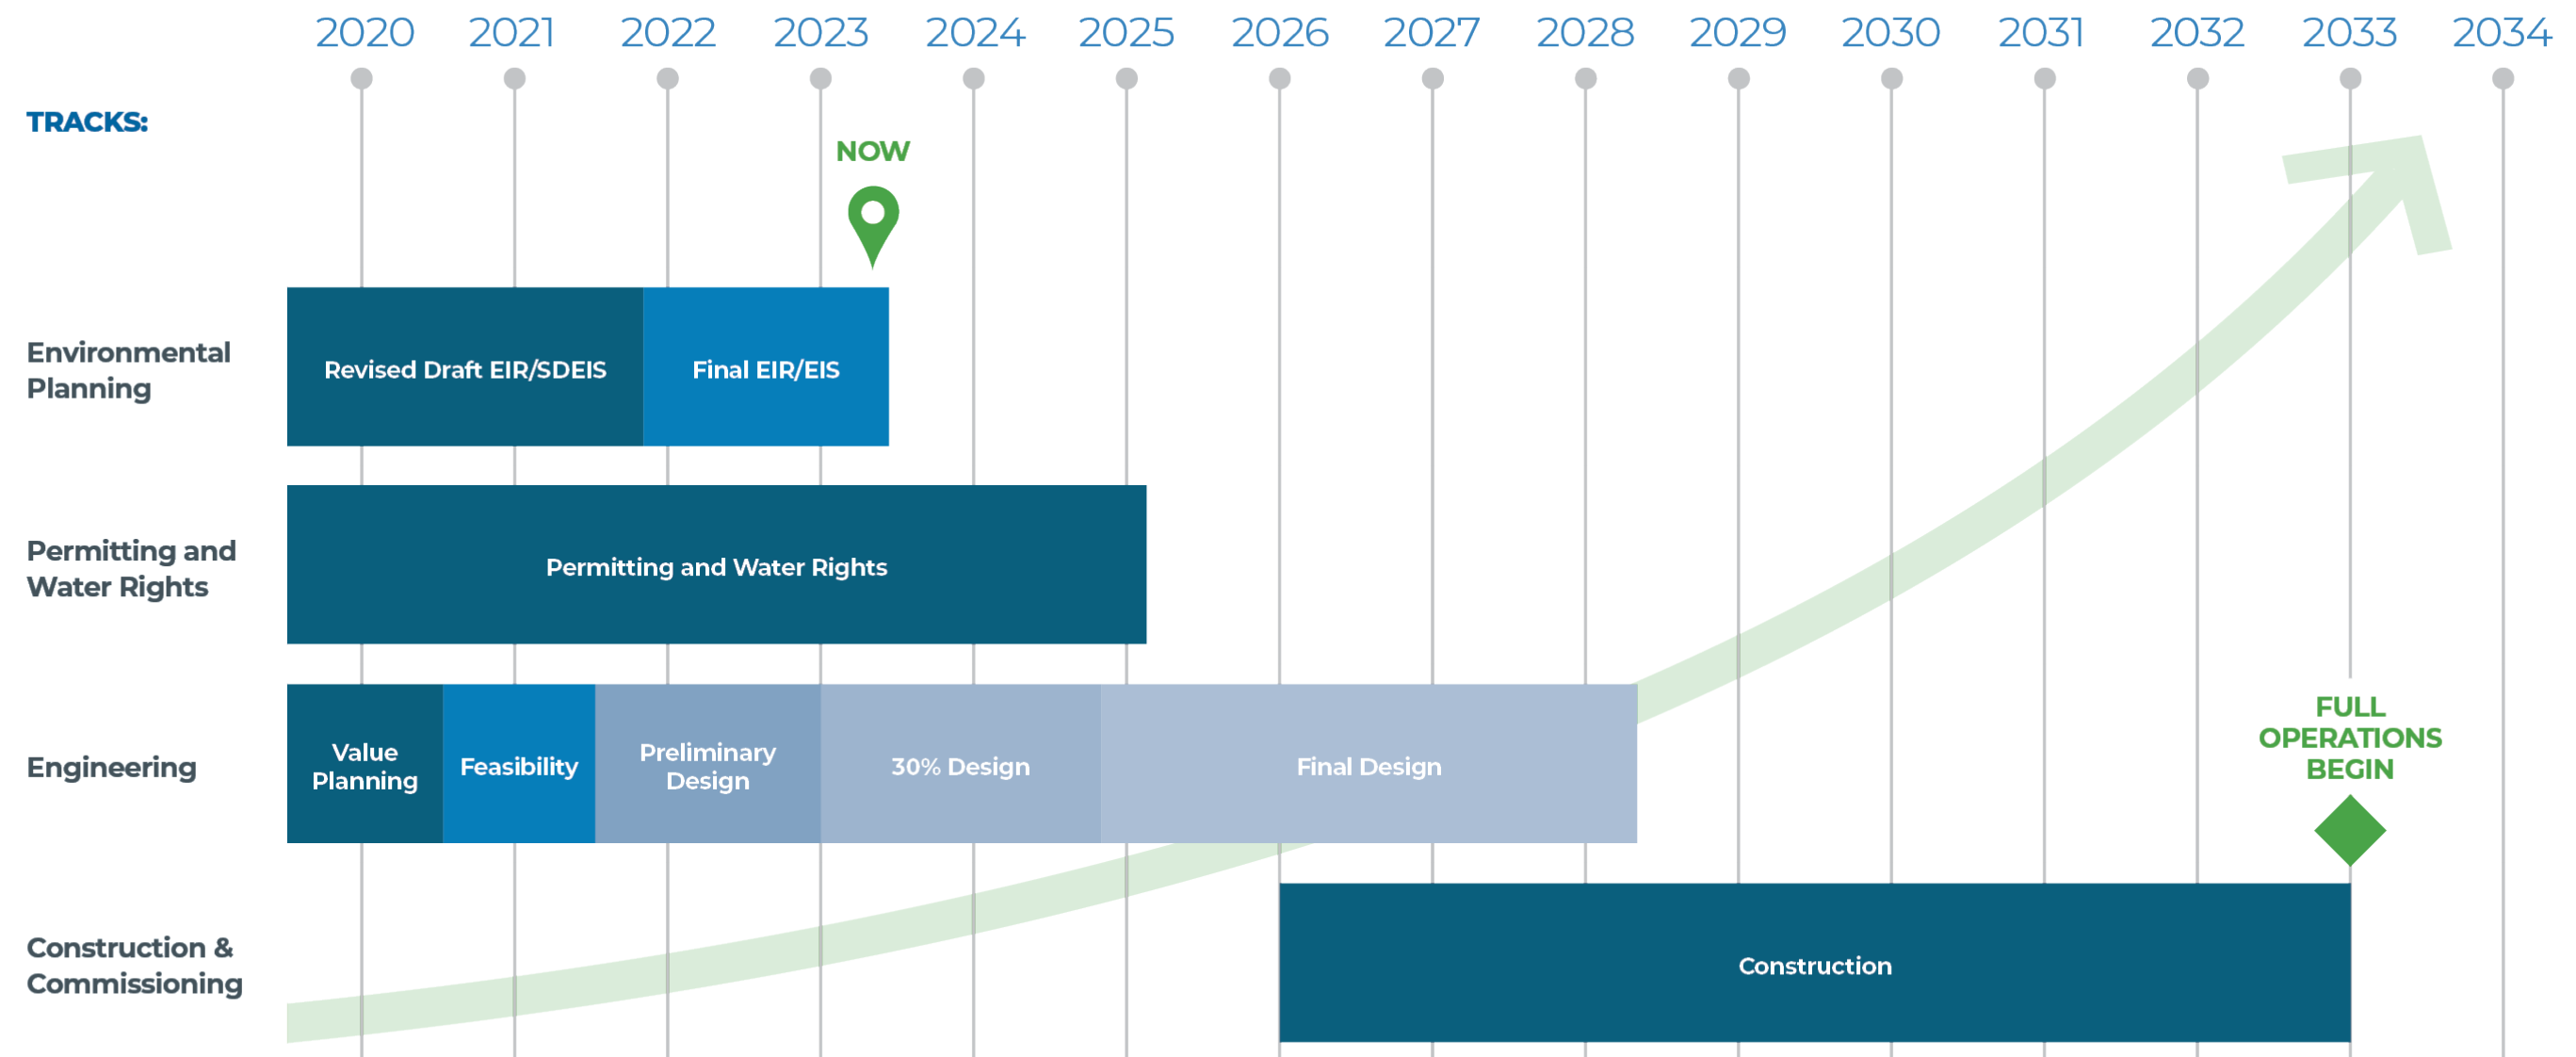 2020 2021 2022 2023 2024 2025 2026 2027 2028 2029 2030 2031 2032 2033 2034
TRACKS:
NOW
Environmental
Planning
Revised Draft EIR/SDEIS
Final EIR/EIS
Permitting and
Water Rights
Permitting and Water Rights
Engineering
Value
Planning
Feasibility
Preliminary
Design
30% Design
Final Design
FULL
OPERATIONS
BEGIN
Construction &
Commissioning
Construction